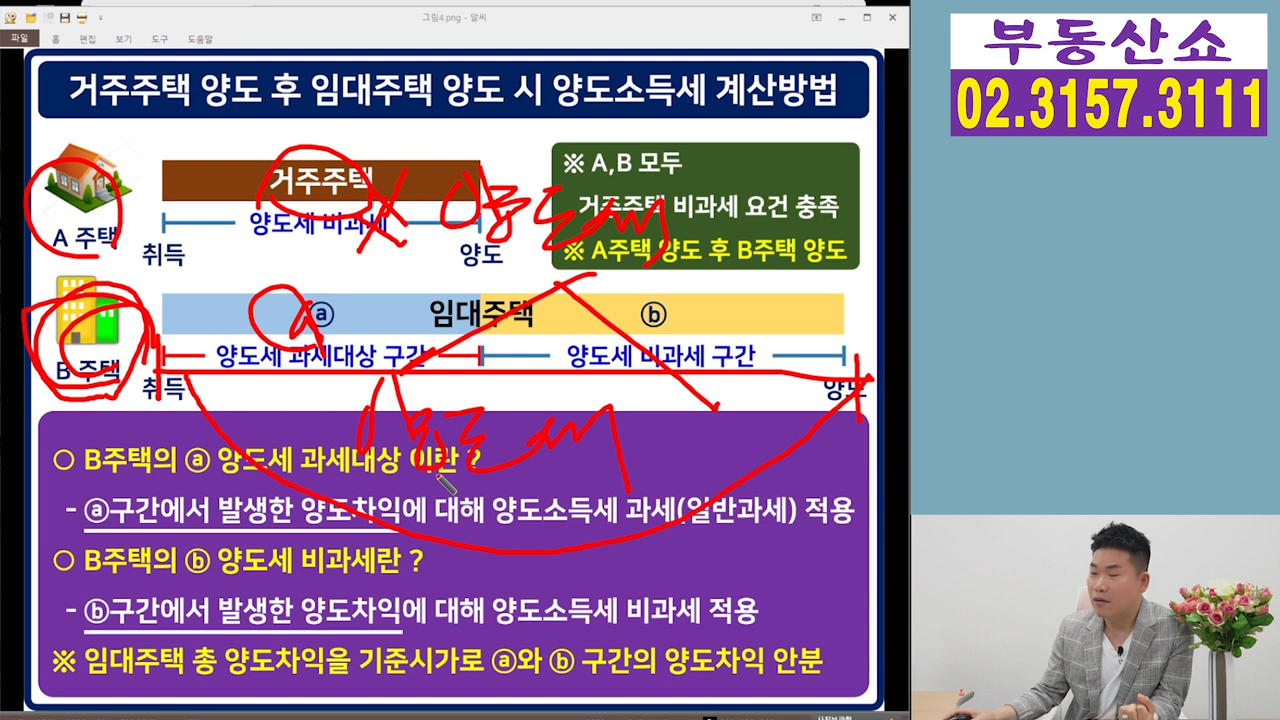 그림4.png - 알씨
파일 홈 편집 보기 도구 도움말
부동산쇼
02.3157.3111
거주주택 양도 후 임대주택 양도 시 양도소득세 계산방법
A 주택
거주주택
양도세 비과세
취득
양도
양도세
※ A,B 모두
거주주택 비과세 요건 충족
※ A주택 양도 후 B주택 양도
B 주택
ⓐ 임대주택 ⓑ
a
양도세 과세대상 구간
양도세 비과세 구간
취득
양도
양도세
○ B주택의 ⓐ 양도세 과세대상 이란 ?
- ⓐ구간에서 발생한 양도차익에 대해 양도소득세 과세(일반과세) 적용
○ B주택의 ⓑ 양도세 비과세란 ?
- ⓑ구간에서 발생한 양도차익에 대해 양도소득세 비과세 적용
※ 임대주택 총 양도차익을 기준시가로 ⓐ와 ⓑ 구간의 양도차익 안분